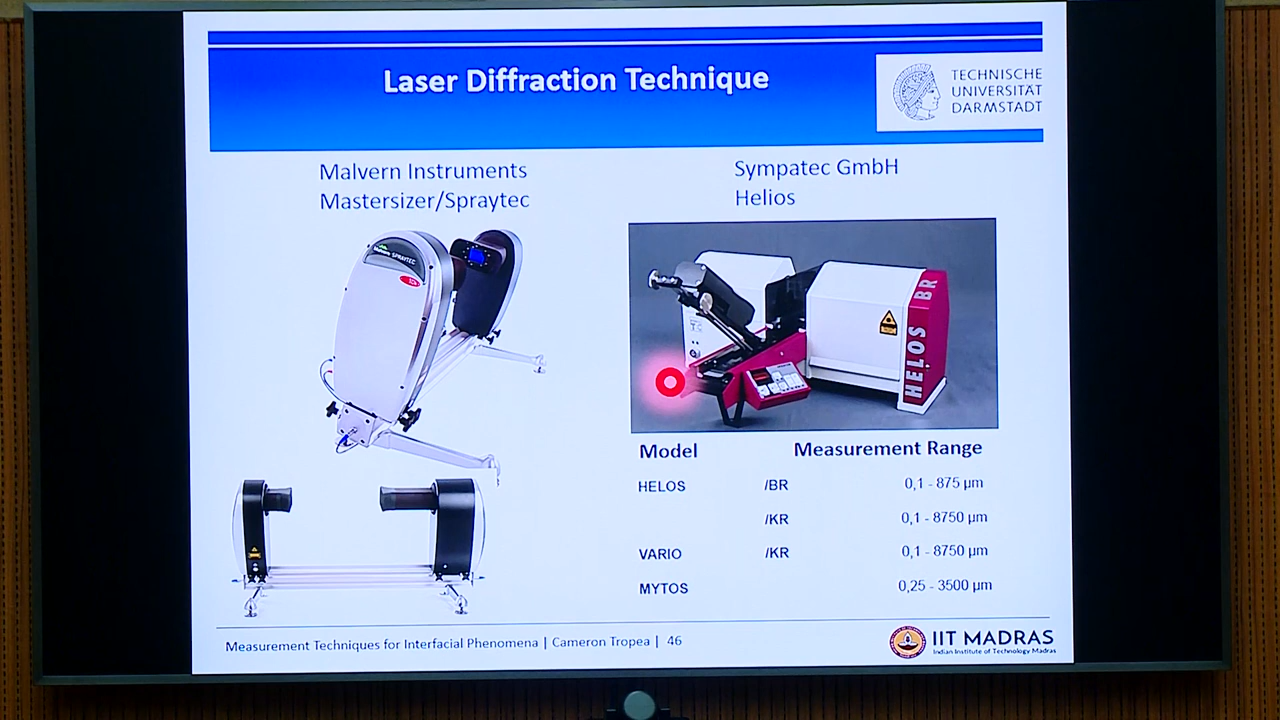 Laser Diffraction Technique
TECHNISCHE
UNIVERSITÄT
DARMSTADT
Malvern Instruments
Mastersizer/Spraytec
Sympatec GmbH
Helios
Malvern SPRAYTEC
HELOS BR
Model Measurement Range
HELOS /BR 0,1 - 875 µm
/KR 0,1 - 8750 µm
VARIO /KR 0,1 - 8750 µm
MYTOS 0,25 - 3500 µm
Measurement Techniques for Interfacial Phenomena | Cameron Tropea | 46
IIT MADRAS
Indian Institute of Technology Madras